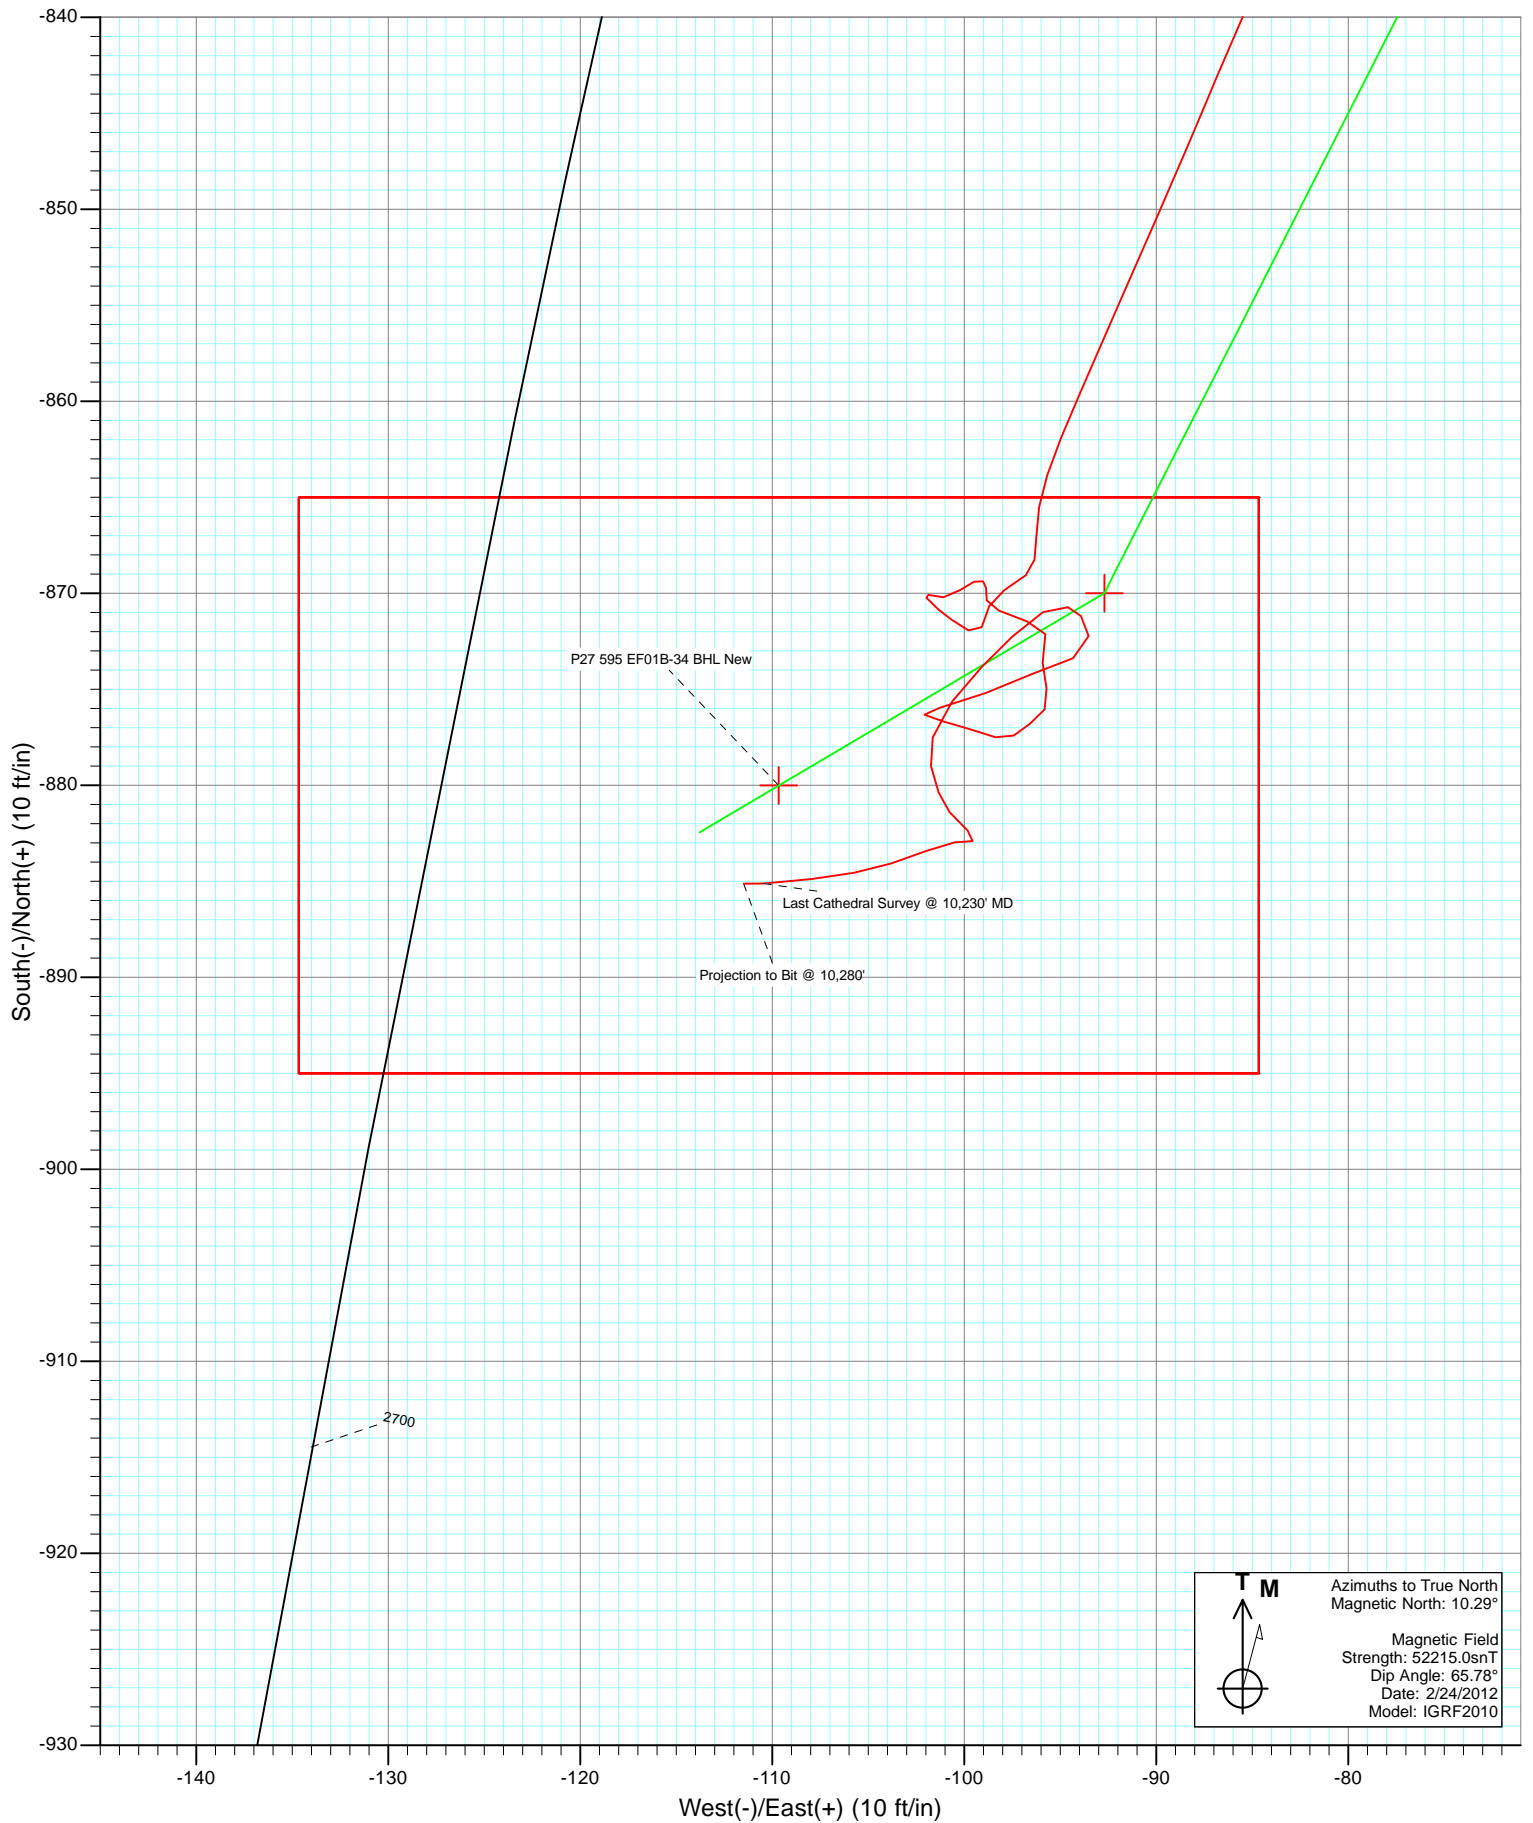 -840
-850
-860
-870
-880
-890
-900
-910
-920
-930
South(-)/North(+) (10 ft/in)
P27 595 EF01B-34 BHL New
Last Cathedral Survey @ 10,230' MD
Projection to Bit @ 10,280'
2700
T M
Azimuths to True North
Magnetic North: 10.29°
Magnetic Field
Strength: 52215.0snT
Dip Angle: 65.78°
Date: 2/24/2012
Model: IGRF2010
-140
-130
-120
-110
-100
-90
-80
West(-)/East(+) (10 ft/in)